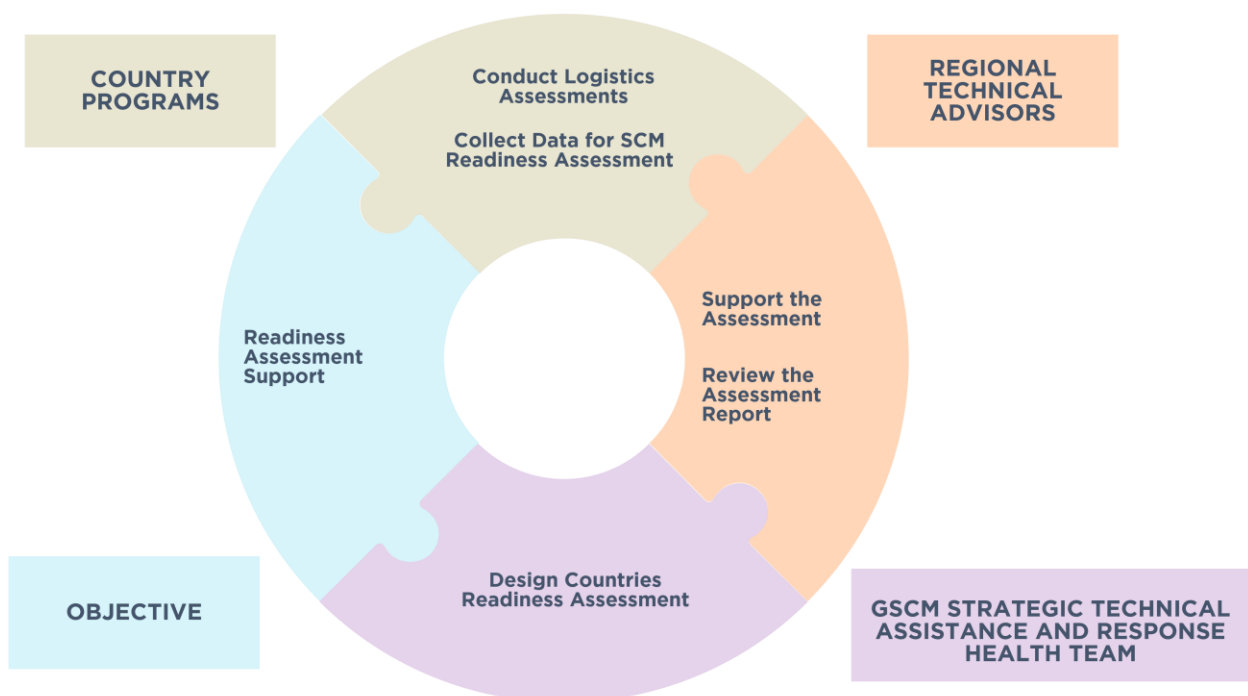 COUNTRY
PROGRAMS
Conduct Logistics
Assessments
Collect Data for SCM
Readiness Assessment
REGIONAL
TECHNICAL
ADVISORS
Support the
Assessment
Review the
Assessment
Report
Readiness
Assessment
Support
Design Countries
Readiness Assessment
OBJECTIVE
GSCM STRATEGIC TECHNICAL
ASSISTANCE AND RESPONSE
HEALTH TEAM